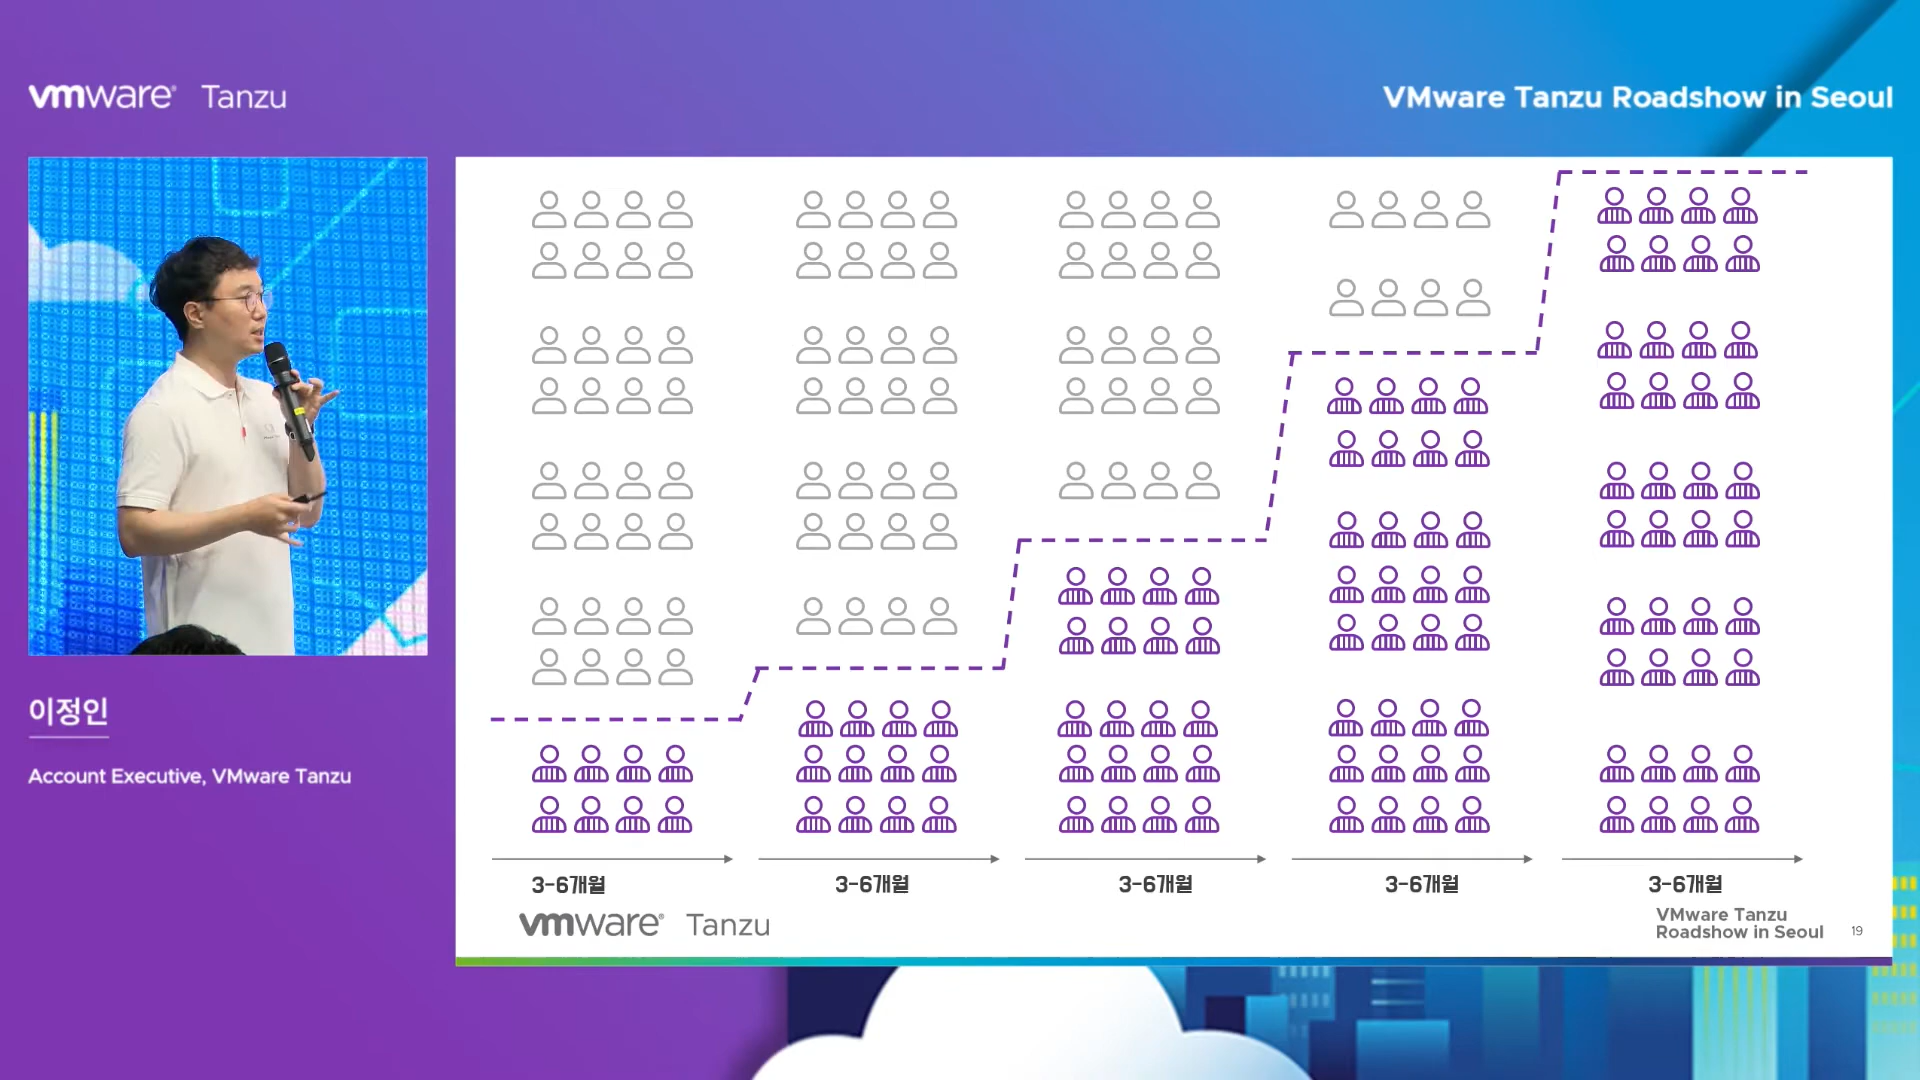 vmware® Tanzu
VMware Tanzu Roadshow in Seoul
이정인
Account Executive, VMware Tanzu
3-6개월
3-6개월
3-6개월
3-6개월
3-6개월
vmware® Tanzu
VMware Tanzu
Roadshow in Seoul
19